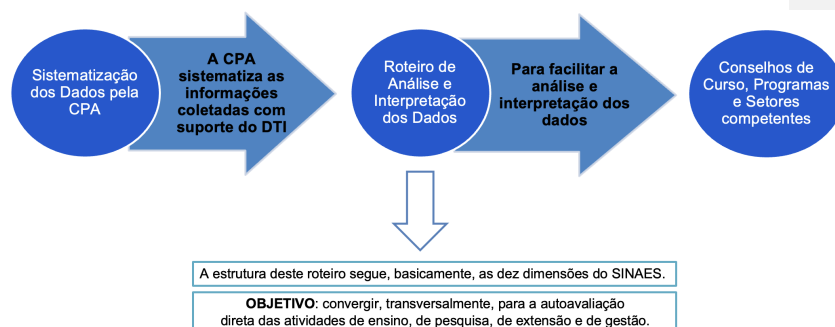 Sistematização
dos Dados pela
CPA
A CPA
sistematiza as
informações
coletadas com
suporte do DTI
Roteiro de
Análise e
Interpretação
dos Dados
Para facilitar a
análise e
interpretação dos
dados
Conselhos de
Curso, Programas
e Setores
competentes
A estrutura deste roteiro segue, basicamente, as dez dimensões do SINAES.
OBJETIVO: convergir, transversalmente, para a autoavaliação
direta das atividades de ensino, de pesquisa, de extensão e de gestão.